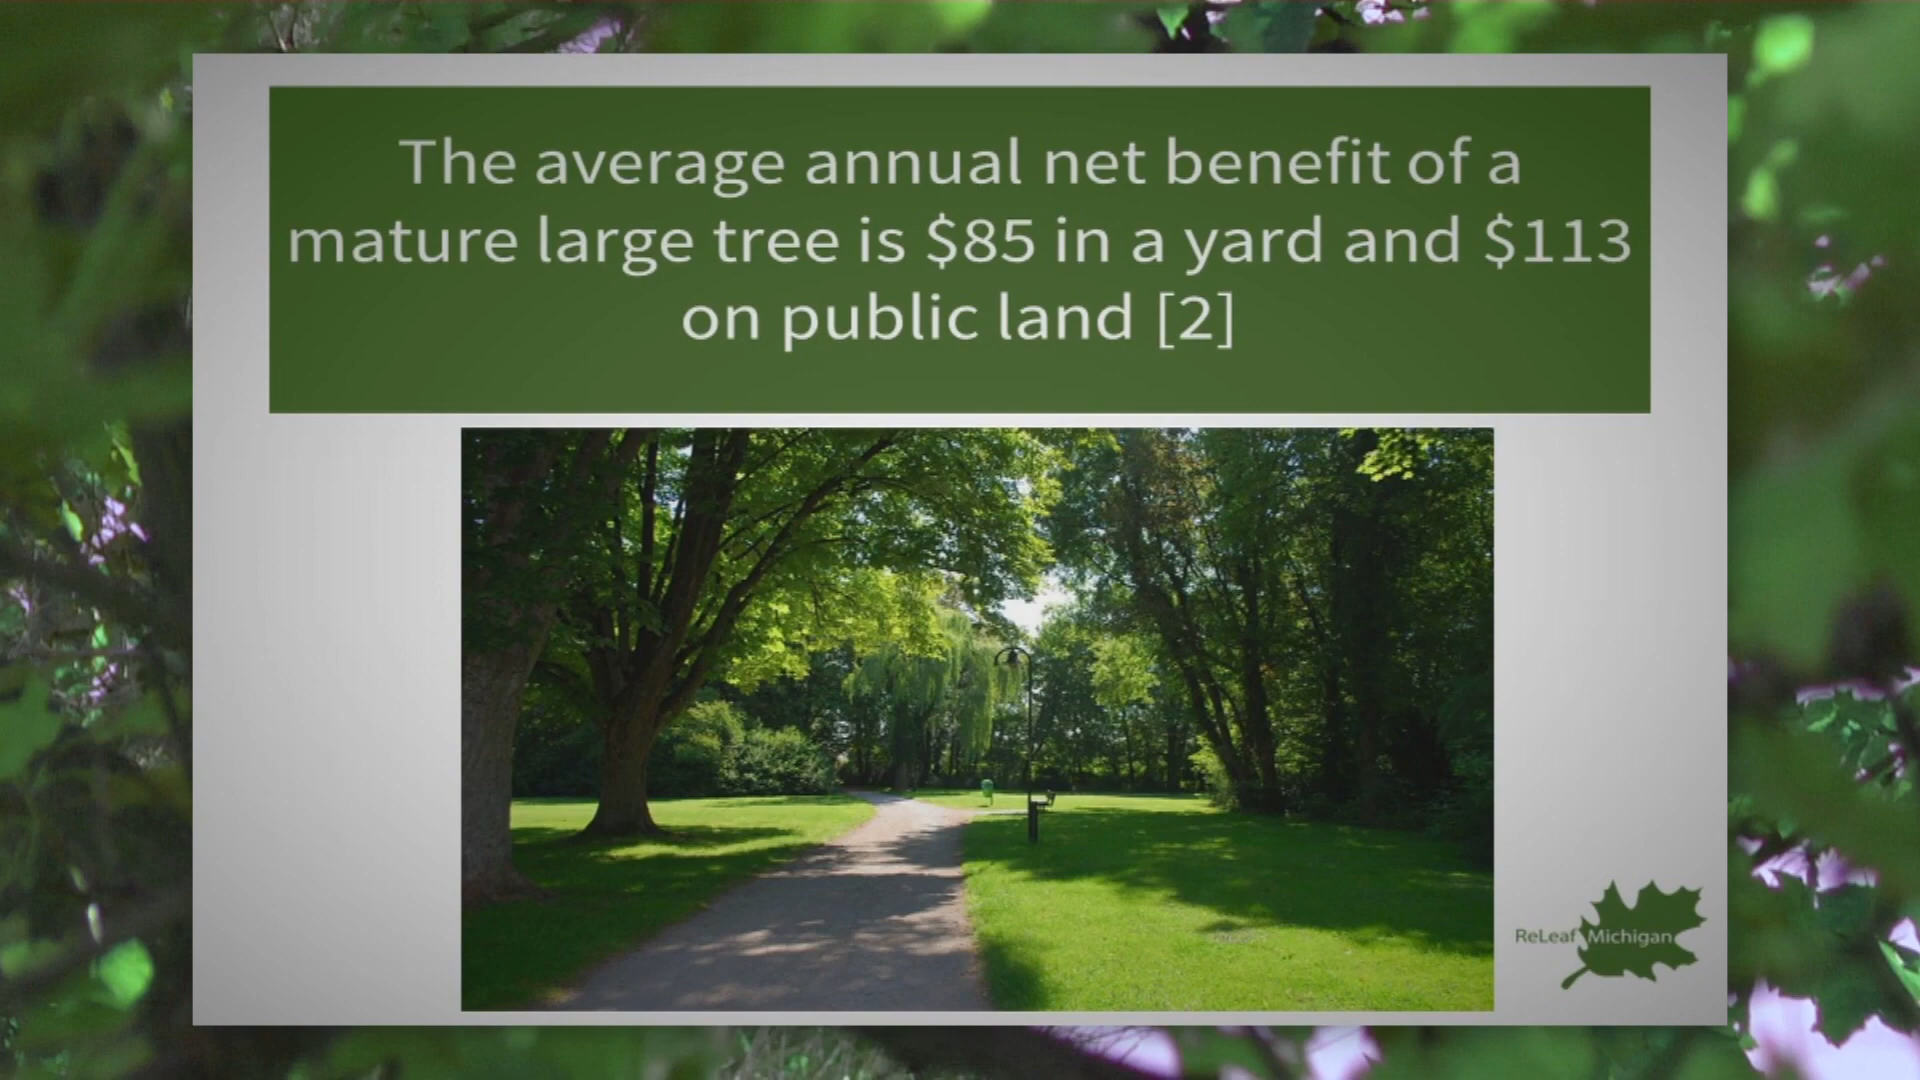 The average annual net benefit of a
mature large tree is $85 in a yard and $113
on public land [2]
ReLeaf Michigan